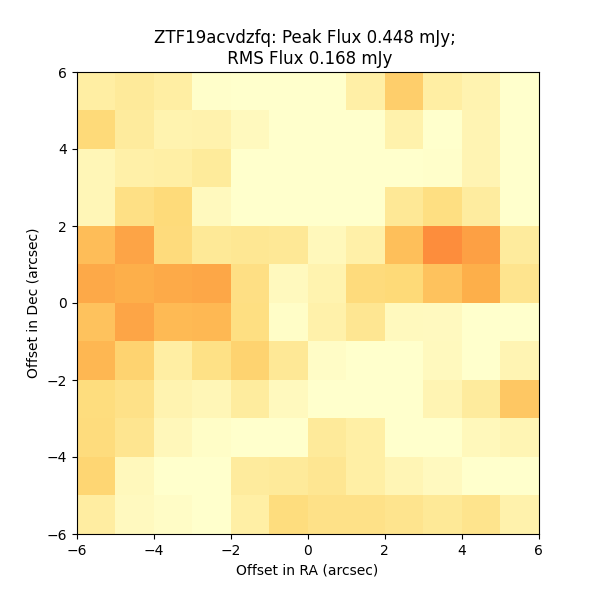 ZTF19acvdzfq: Peak Flux 0.448 mJy;
RMS Flux 0.168 mJy
6
4
2
0
−2
−4
−6
Offset in Dec (arcsec)
−6 −4 −2 0 2 4 6
Offset in RA (arcsec)